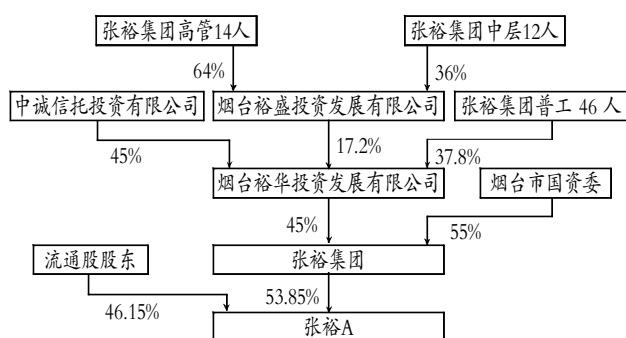 张裕集团高管14人
张裕集团中层12人
64%
36%
中诚信托投资有限公司
烟台裕盛投资发展有限公司
张裕集团普工 46 人
45%
17.2%
37.8%
烟台裕华投资发展有限公司
烟台市国资委
45%
55%
流通股股东
张裕集团
46.15%
53.85%
张裕A